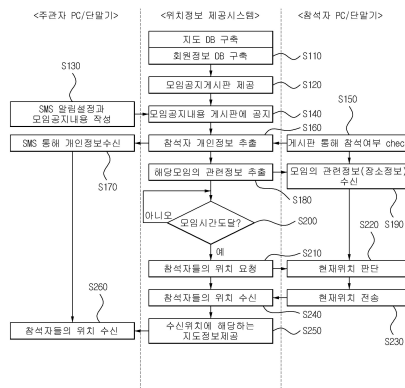 <주관자 PC/단말기>
<위치정보 제공시스템>
<참석자 PC/단말기>
지도 DB 구축
회원정보 DB 구축
S110
모임공지게시판 제공
S120
S130
SMS 알림설정과
모임공지내용 작성
모임공지내용 게시판에 공지
S140
S150
게시판 통해 참석여부 check
S160
참석자 개인정보 추출
SMS 통해 개인정보수신
S170
해당모임의 관련정보 추출
S180
모임의 관련정보(장소정보)
수신
S190
모임시간도달?
S200
아니오
예
S210
참석자들의 위치 요청
S220
현재위치 판단
현재위치 전송
S230
참석자들의 위치 수신
S240
수신위치에 해당하는
지도정보제공
S250
S260
참석자들의 위치 수신